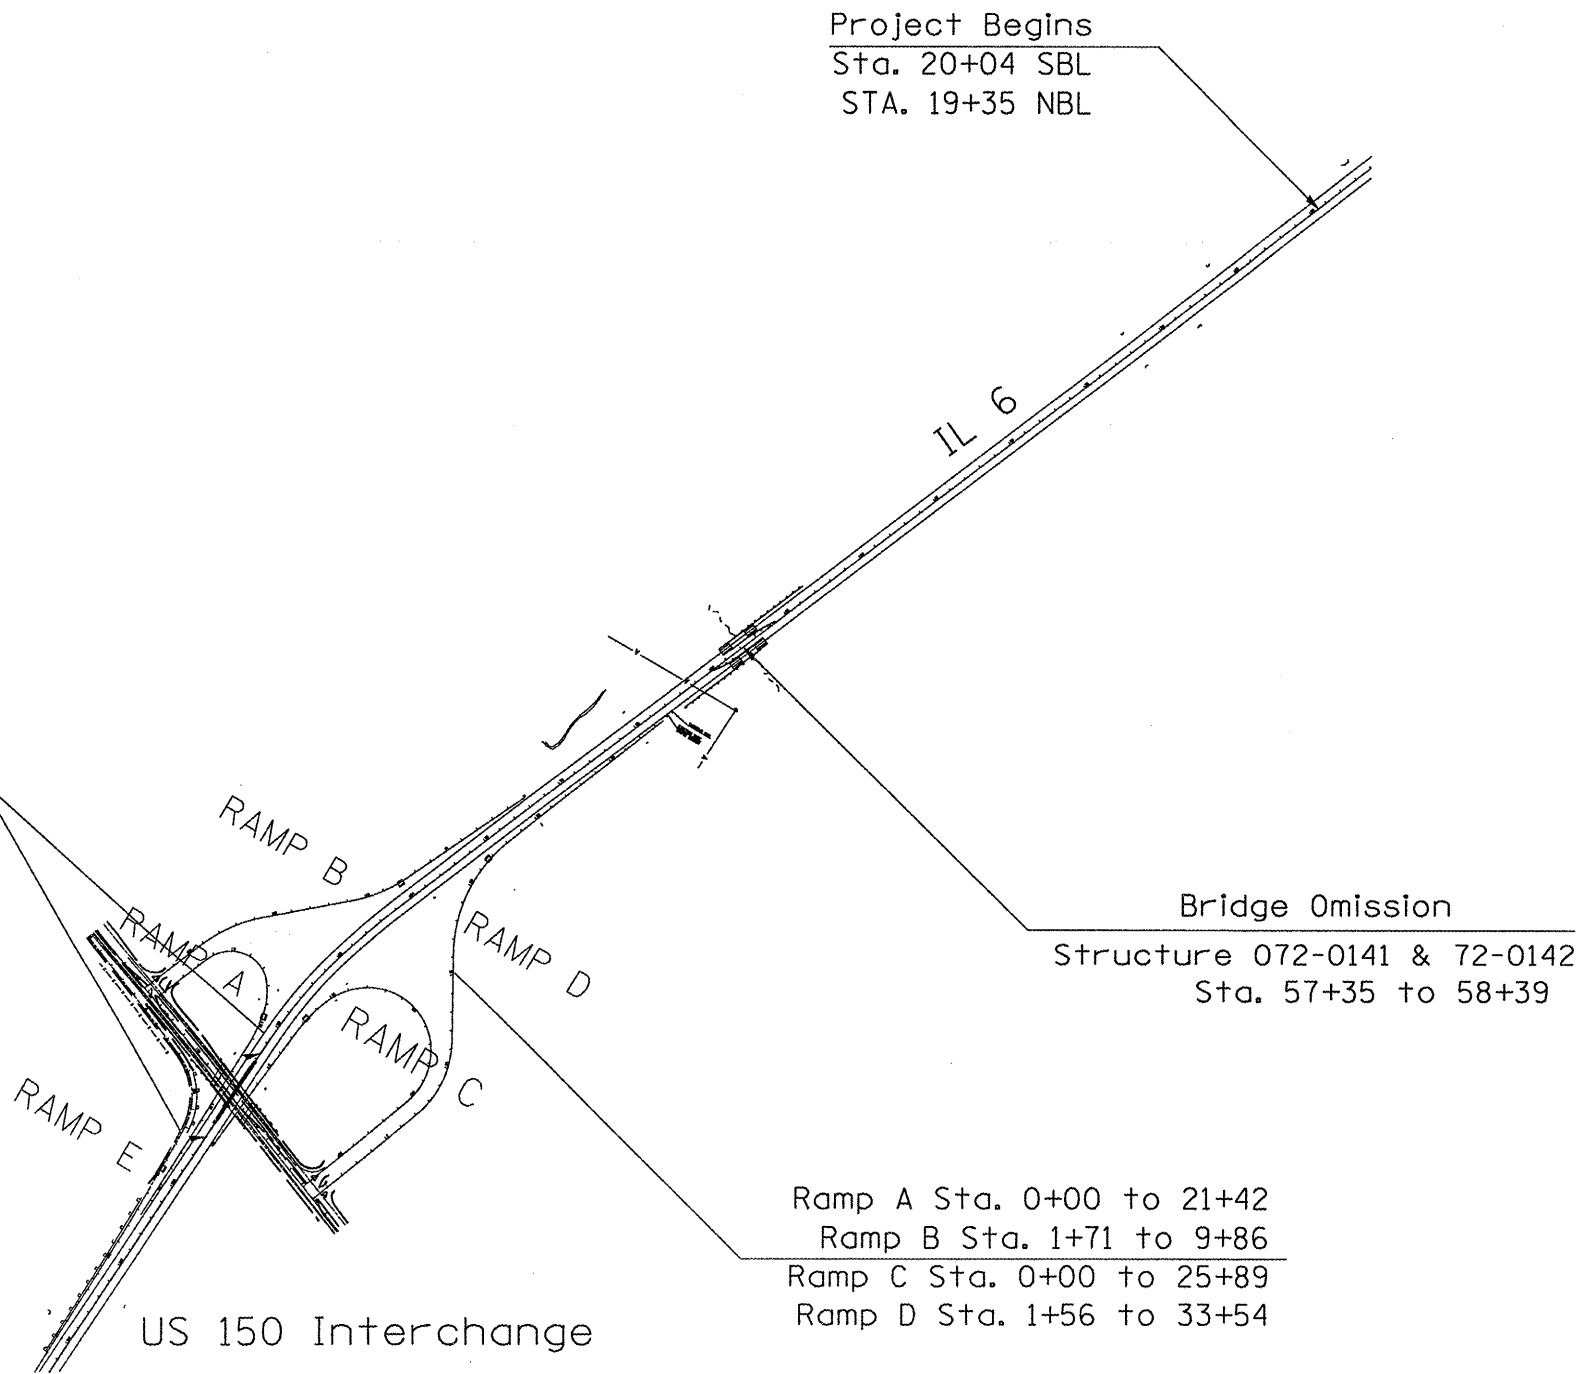 Project Begins
Sta. 20+04 SBL
STA. 19+35 NBL
IL 6
RAMP B
RAMP A
RAMP D
RAMP C
RAMP E
Bridge Omission
Structure 072-0141 & 72-0142
Sta. 57+35 to 58+39
Ramp A Sta. 0+00 to 21+42
Ramp B Sta. 1+71 to 9+86
Ramp C Sta. 0+00 to 25+89
Ramp D Sta. 1+56 to 33+54
US 150 Interchange